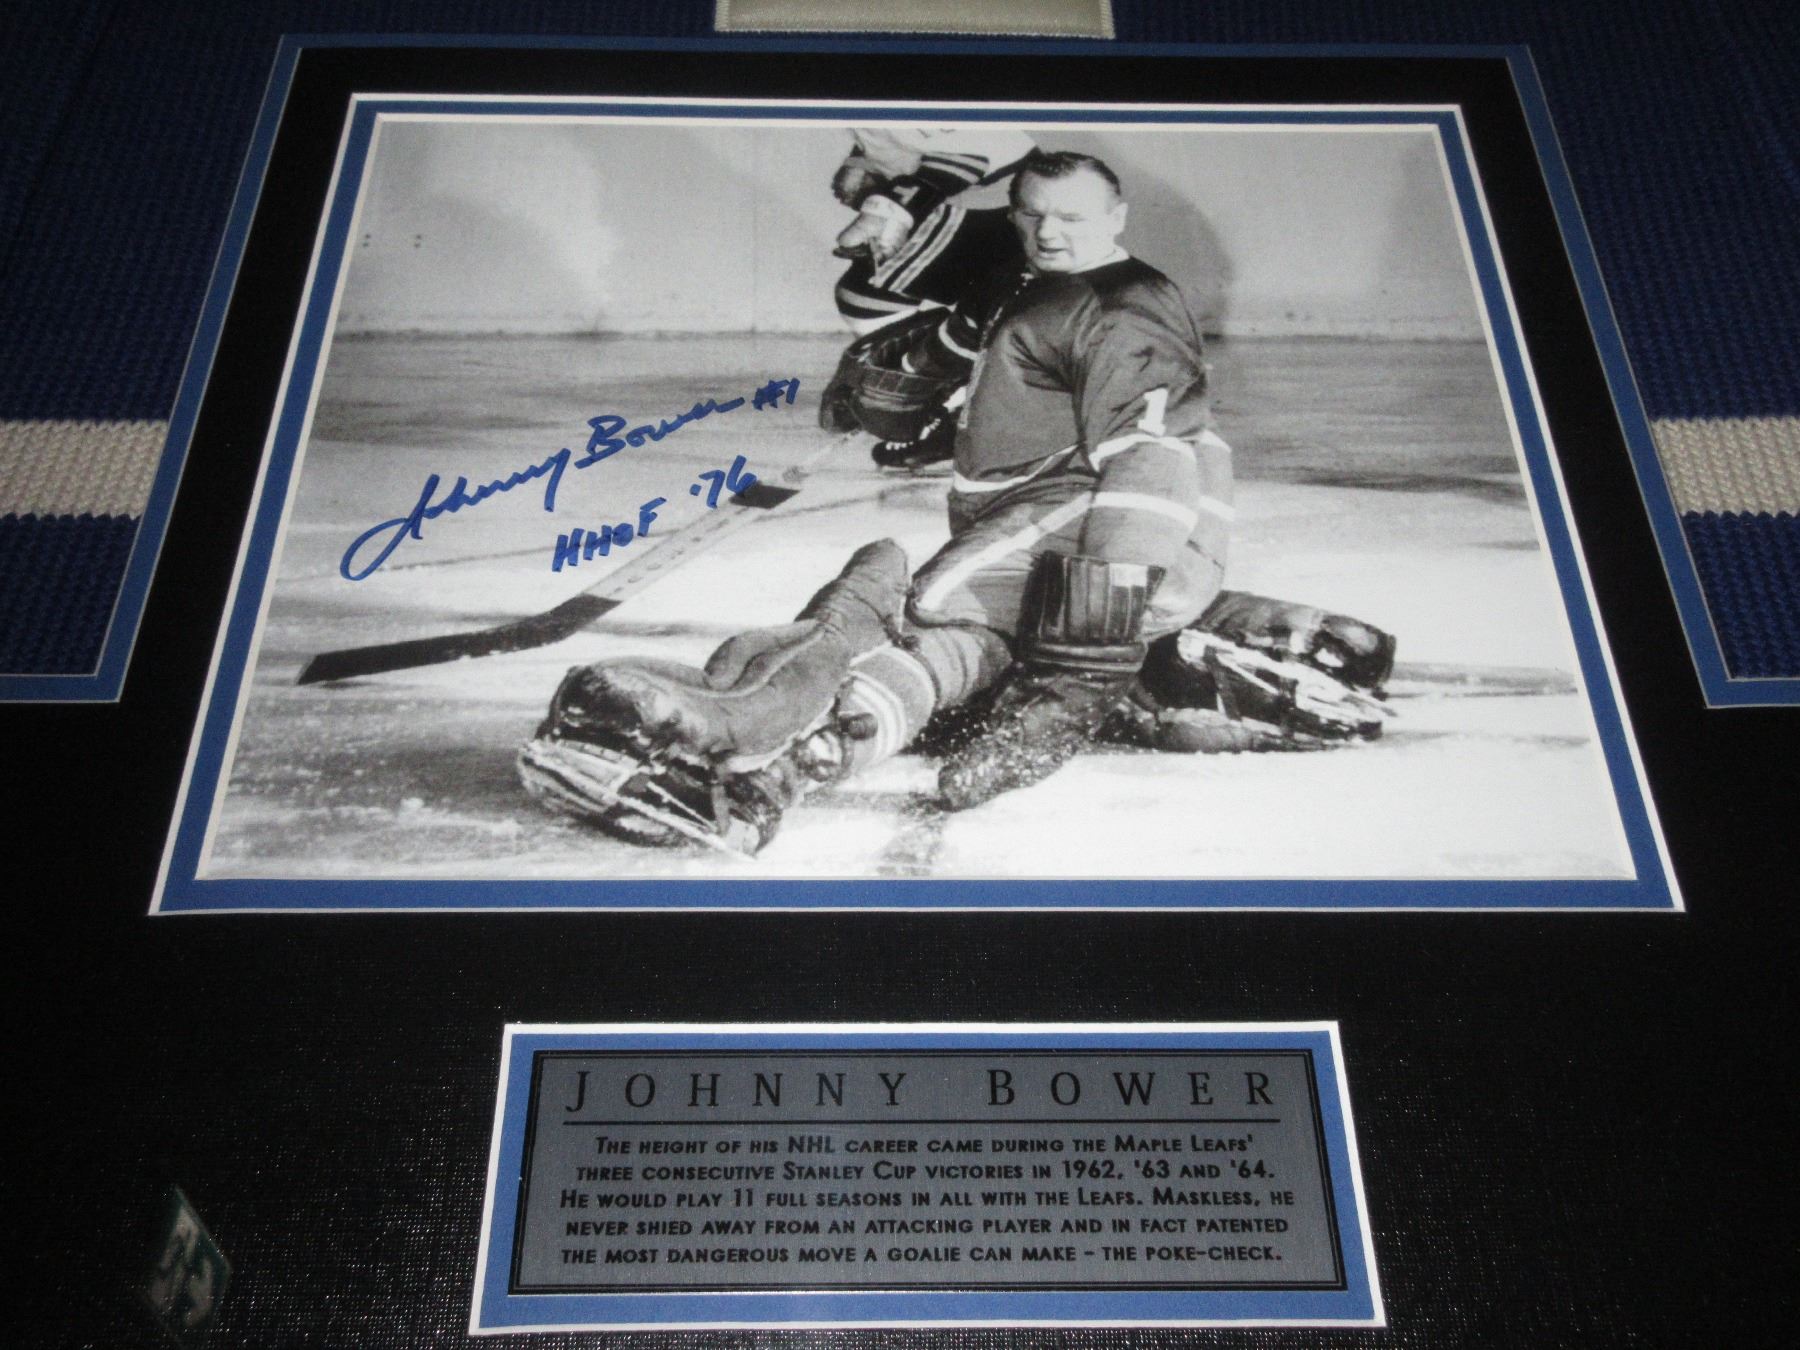 1
Johnny Bower #1
HHOF '76
JOHNNY BOWER
THE HEIGHT OF HIS NHL CAREER CAME DURING THE MAPLE LEAFS'
THREE CONSECUTIVE STANLEY CUP VICTORIES IN 1962, '63 AND '64.
HE WOULD PLAY 11 FULL SEASONS IN ALL WITH THE LEAFS. MASKLESS, HE
NEVER SHIED AWAY FROM AN ATTACKING PLAYER AND IN FACT PATENTED
THE MOST DANGEROUS MOVE A GOALIE CAN MAKE - THE POKE-CHECK.